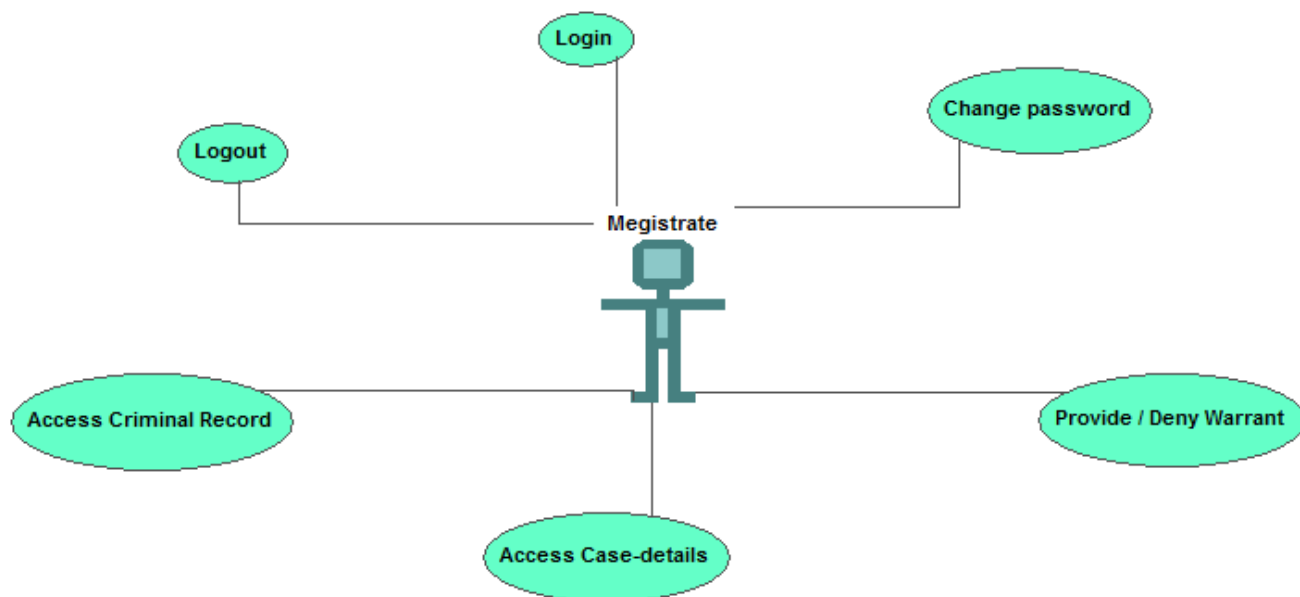 Login
Change password
Logout
Megistrate
Access Criminal Record
Provide / Deny Warrant
Access Case-details